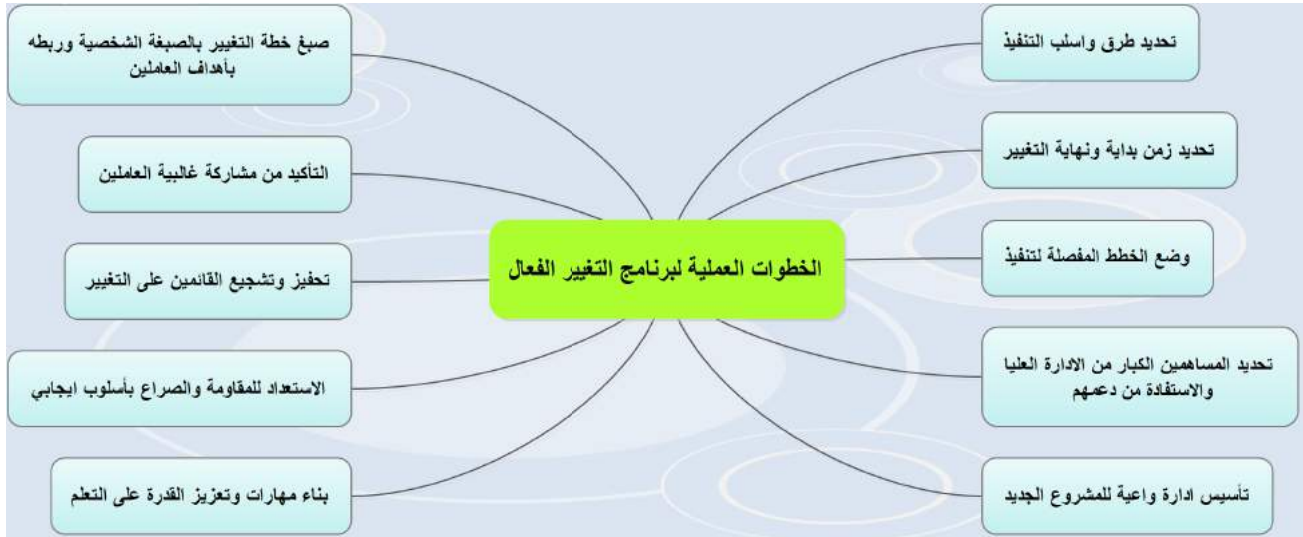 الخطوات العملية لبرنامج التغيير الفعال
تحديد طرق واسلب التنفيذ
تحديد زمن بداية ونهاية التغيير
وضع الخطط المفصلة لتنفيذ
تحديد المساهمين الكبار من الادارة العليا
والاستفادة من دعمهم
تأسيس ادارة واعية للمشروع الجديد
صبغ خطة التغيير بالصبغة الشخصية وربطه
بأهداف العاملين
التأكيد من مشاركة غالبية العاملين
تحفيز وتشجيع القائمين على التغيير
الاستعداد للمقاومة والصراع بأسلوب ايجابي
بناء مهارات وتعزيز القدرة على التعلم